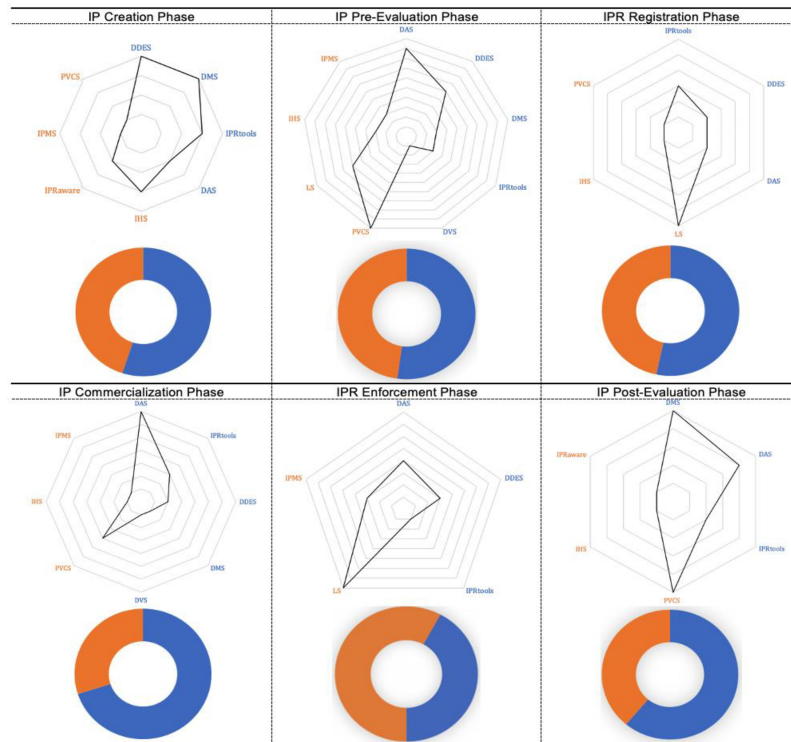 IP Creation Phase
DDES
DMS
IPRtools
DAS
IHS
IPRaware
IPMS
PVCS
IP Pre-Evaluation Phase
DAS
DDES
DMS
IPRtools
DVS
PVCS
LS
IHS
IPMS
IPR Registration Phase
IPRtools
DDES
DAS
LS
IHS
PVCS
IP Commercialization Phase
DAS
IPRtools
DDES
DMS
DVS
PVCS
IHS
IPMS
IPR Enforcement Phase
DAS
DDES
IPRtools
LS
IPMS
IP Post-Evaluation Phase
DMS
DAS
IPRtools
PVCS
IHS
IPRaware